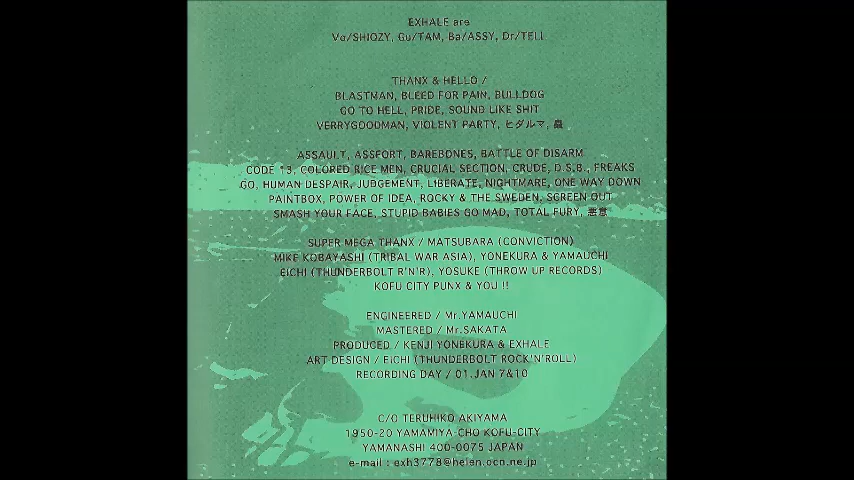 EXHALE are
Vo/SHIOZY, Gu/TAM, Ba/ASSY, Dr/TELI
THANX & HELLO /
BLASTMAN, BLEED FOR PAIN, BULLDOG
GO TO HELL, PRIDE, SOUND LIKE SHIT
VERRYGOODMAN, VIOLENT PARTY, ヒダルマ, 蟲
ASSAULT, ASSFORT, BAREBONES, BATTLE OF DISARM
CODE "3, COLORED RICE MEN, CRUCIAL SECTION, CRUDE, D.S.B., FREAKS
GO, HUMAN DESPAIR, JUDGEMENT, LIBERATE, NIGHTMARE, ONE WAY DOWN
PAINTBOX, POWER OF IDEA, ROCKY & THE SWEDEN, SCREEN OUT
SMASH YOUR FACE, STUPID BABIES GO MAD, TOTAL FURY, 悪意
SUPER MEGA THANX / MATSUBARA (CONVICTION)
MIKE KOBAYASHI (TRIBAL WAR ASIA), YONEKURA & YAMAUCHI
EiCHI (THUNDERBOLT R'N'R), YOSUKE (THROW UP RECORDS)
KOFU CITY PUNX & YOU !!
ENGINEERED / Mr.YAMAUCHI
MASTERED / Mr.SAKATA
PRODUCED / KENJI YONEKURA & EXHALE
ART DESIGN / EiCHI (THUNDERBOLT ROCK'N'ROLL)
RECORDING DAY / 01.JAN 7&10
C/O TERUHIKO AKIYAMA
1950-20 YAMAMIYA-CHO KOFU-CITY
YAMANASHI 400-0075 JAPAN
e-mail : exh3778@helen.ocn.ne.jp